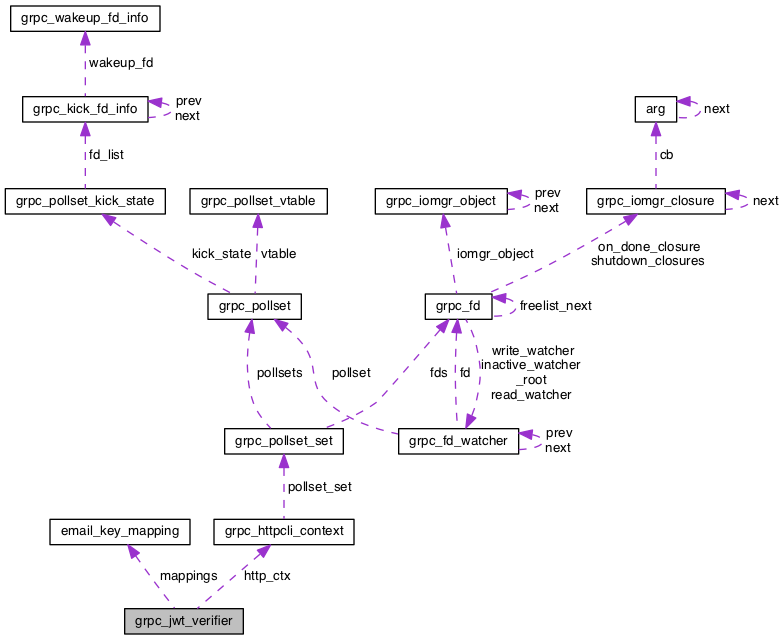 grpc_wakeup_fd_info
wakeup_fd
grpc_kick_fd_info
prev
next
arg
next
fd_list
cb
grpc_pollset_kick_state
grpc_pollset_vtable
grpc_iomgr_object
prev
next
grpc_iomgr_closure
next
kick_state
vtable
iomgr_object
on_done_closure
shutdown_closures
grpc_pollset
grpc_fd
freelist_next
pollsets
pollset
fds
fd
write_watcher
inactive_watcher
_root
read_watcher
grpc_pollset_set
grpc_fd_watcher
prev
next
pollset_set
email_key_mapping
grpc_httpcli_context
mappings
http_ctx
grpc_jwt_verifier